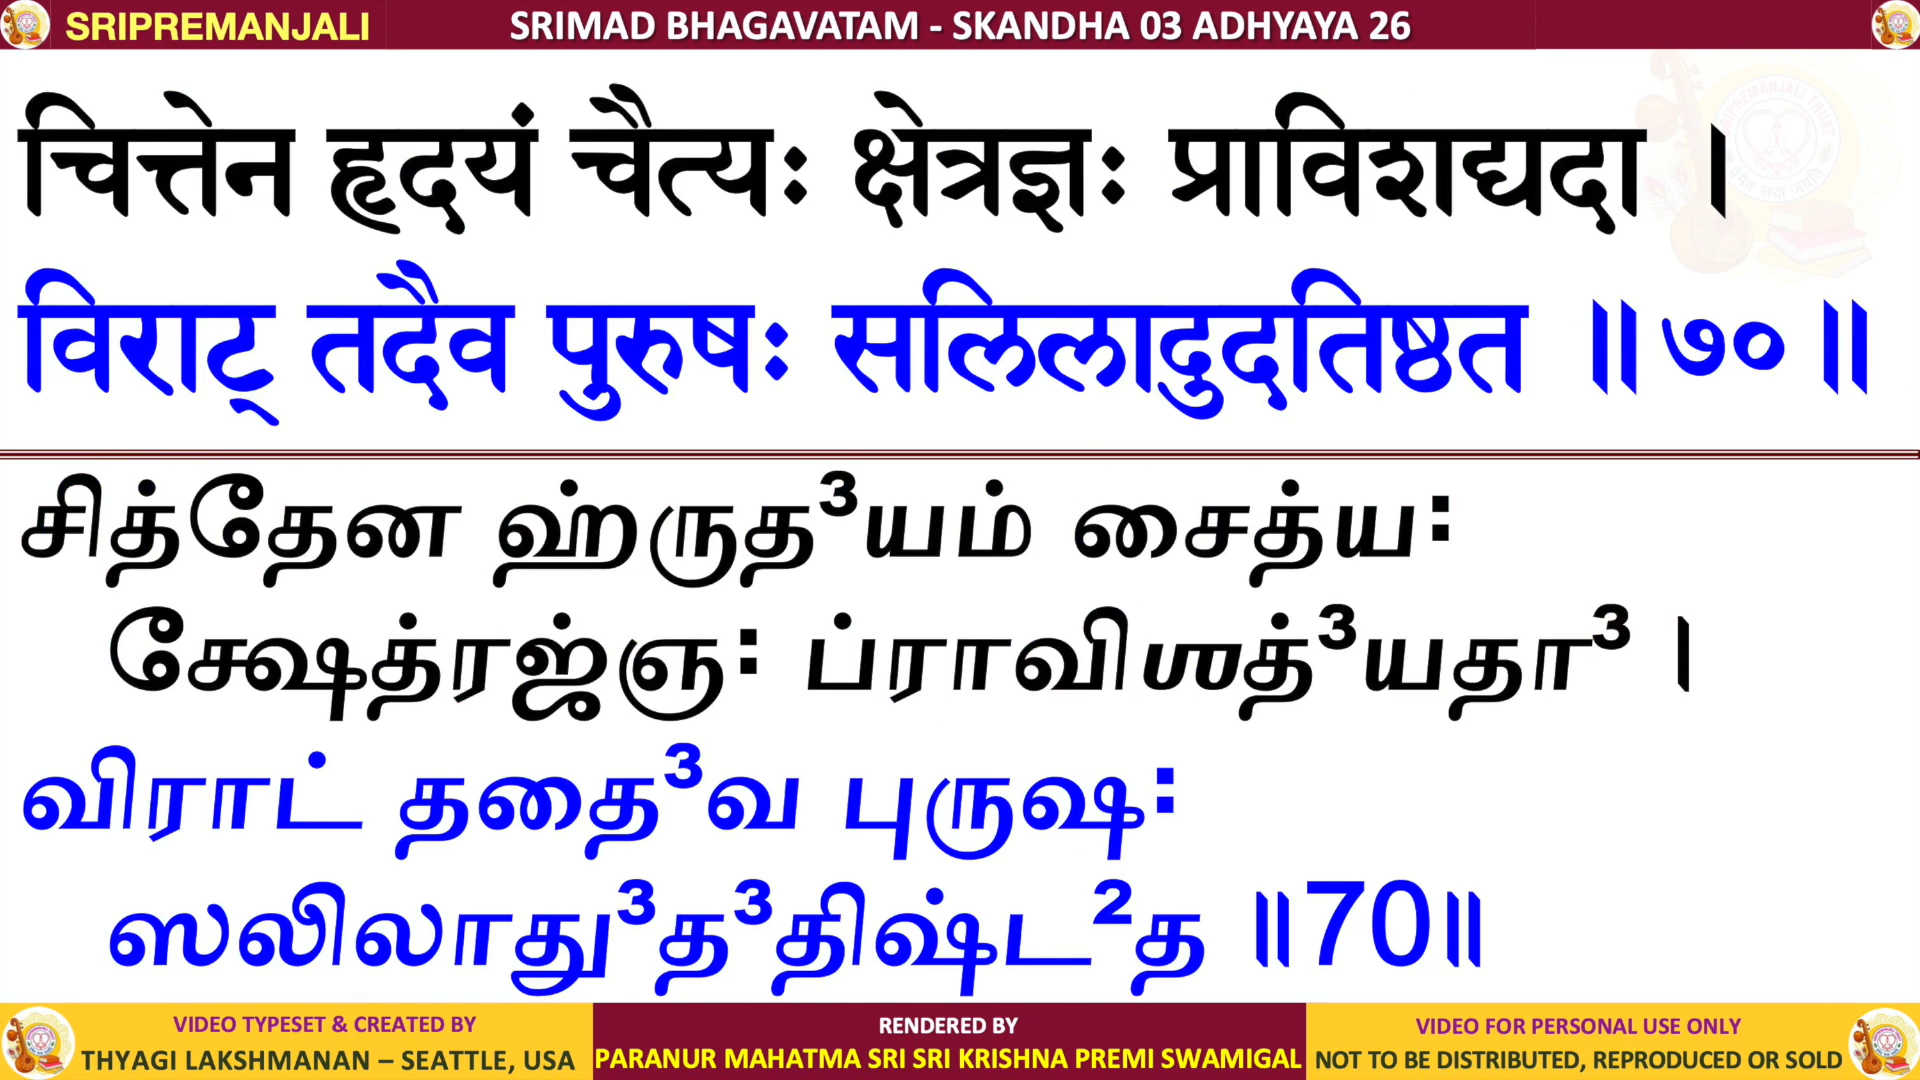 SRIPREMANJALI
SRIMAD BHAGAVATAM - SKANDHA 03 ADHYAYA 26
चित्तेन हृदयं चैत्यः क्षेत्रज्ञः प्राविशद्यदा ।
विराट् तदैव पुरुषः सलिलादुदतिष्ठत ॥ ७० ॥
சித்தேன ஹ்ருத³யம் சைத்ய:
க்ஷேத்ரஜ்ஞ: ப்ராவிஶத்³யதா³ ।
விராட் ததை³வ புருஷ:
ஸலிலாது³த³திஷ்ட²த ॥70॥
VIDEO TYPESET & CREATED BY
THYAGI LAKSHMANAN – SEATTLE, USA
RENDERED BY
PARANUR MAHATMA SRI SRI KRISHNA PREMI SWAMIGAL
VIDEO FOR PERSONAL USE ONLY
NOT TO BE DISTRIBUTED, REPRODUCED OR SOLD